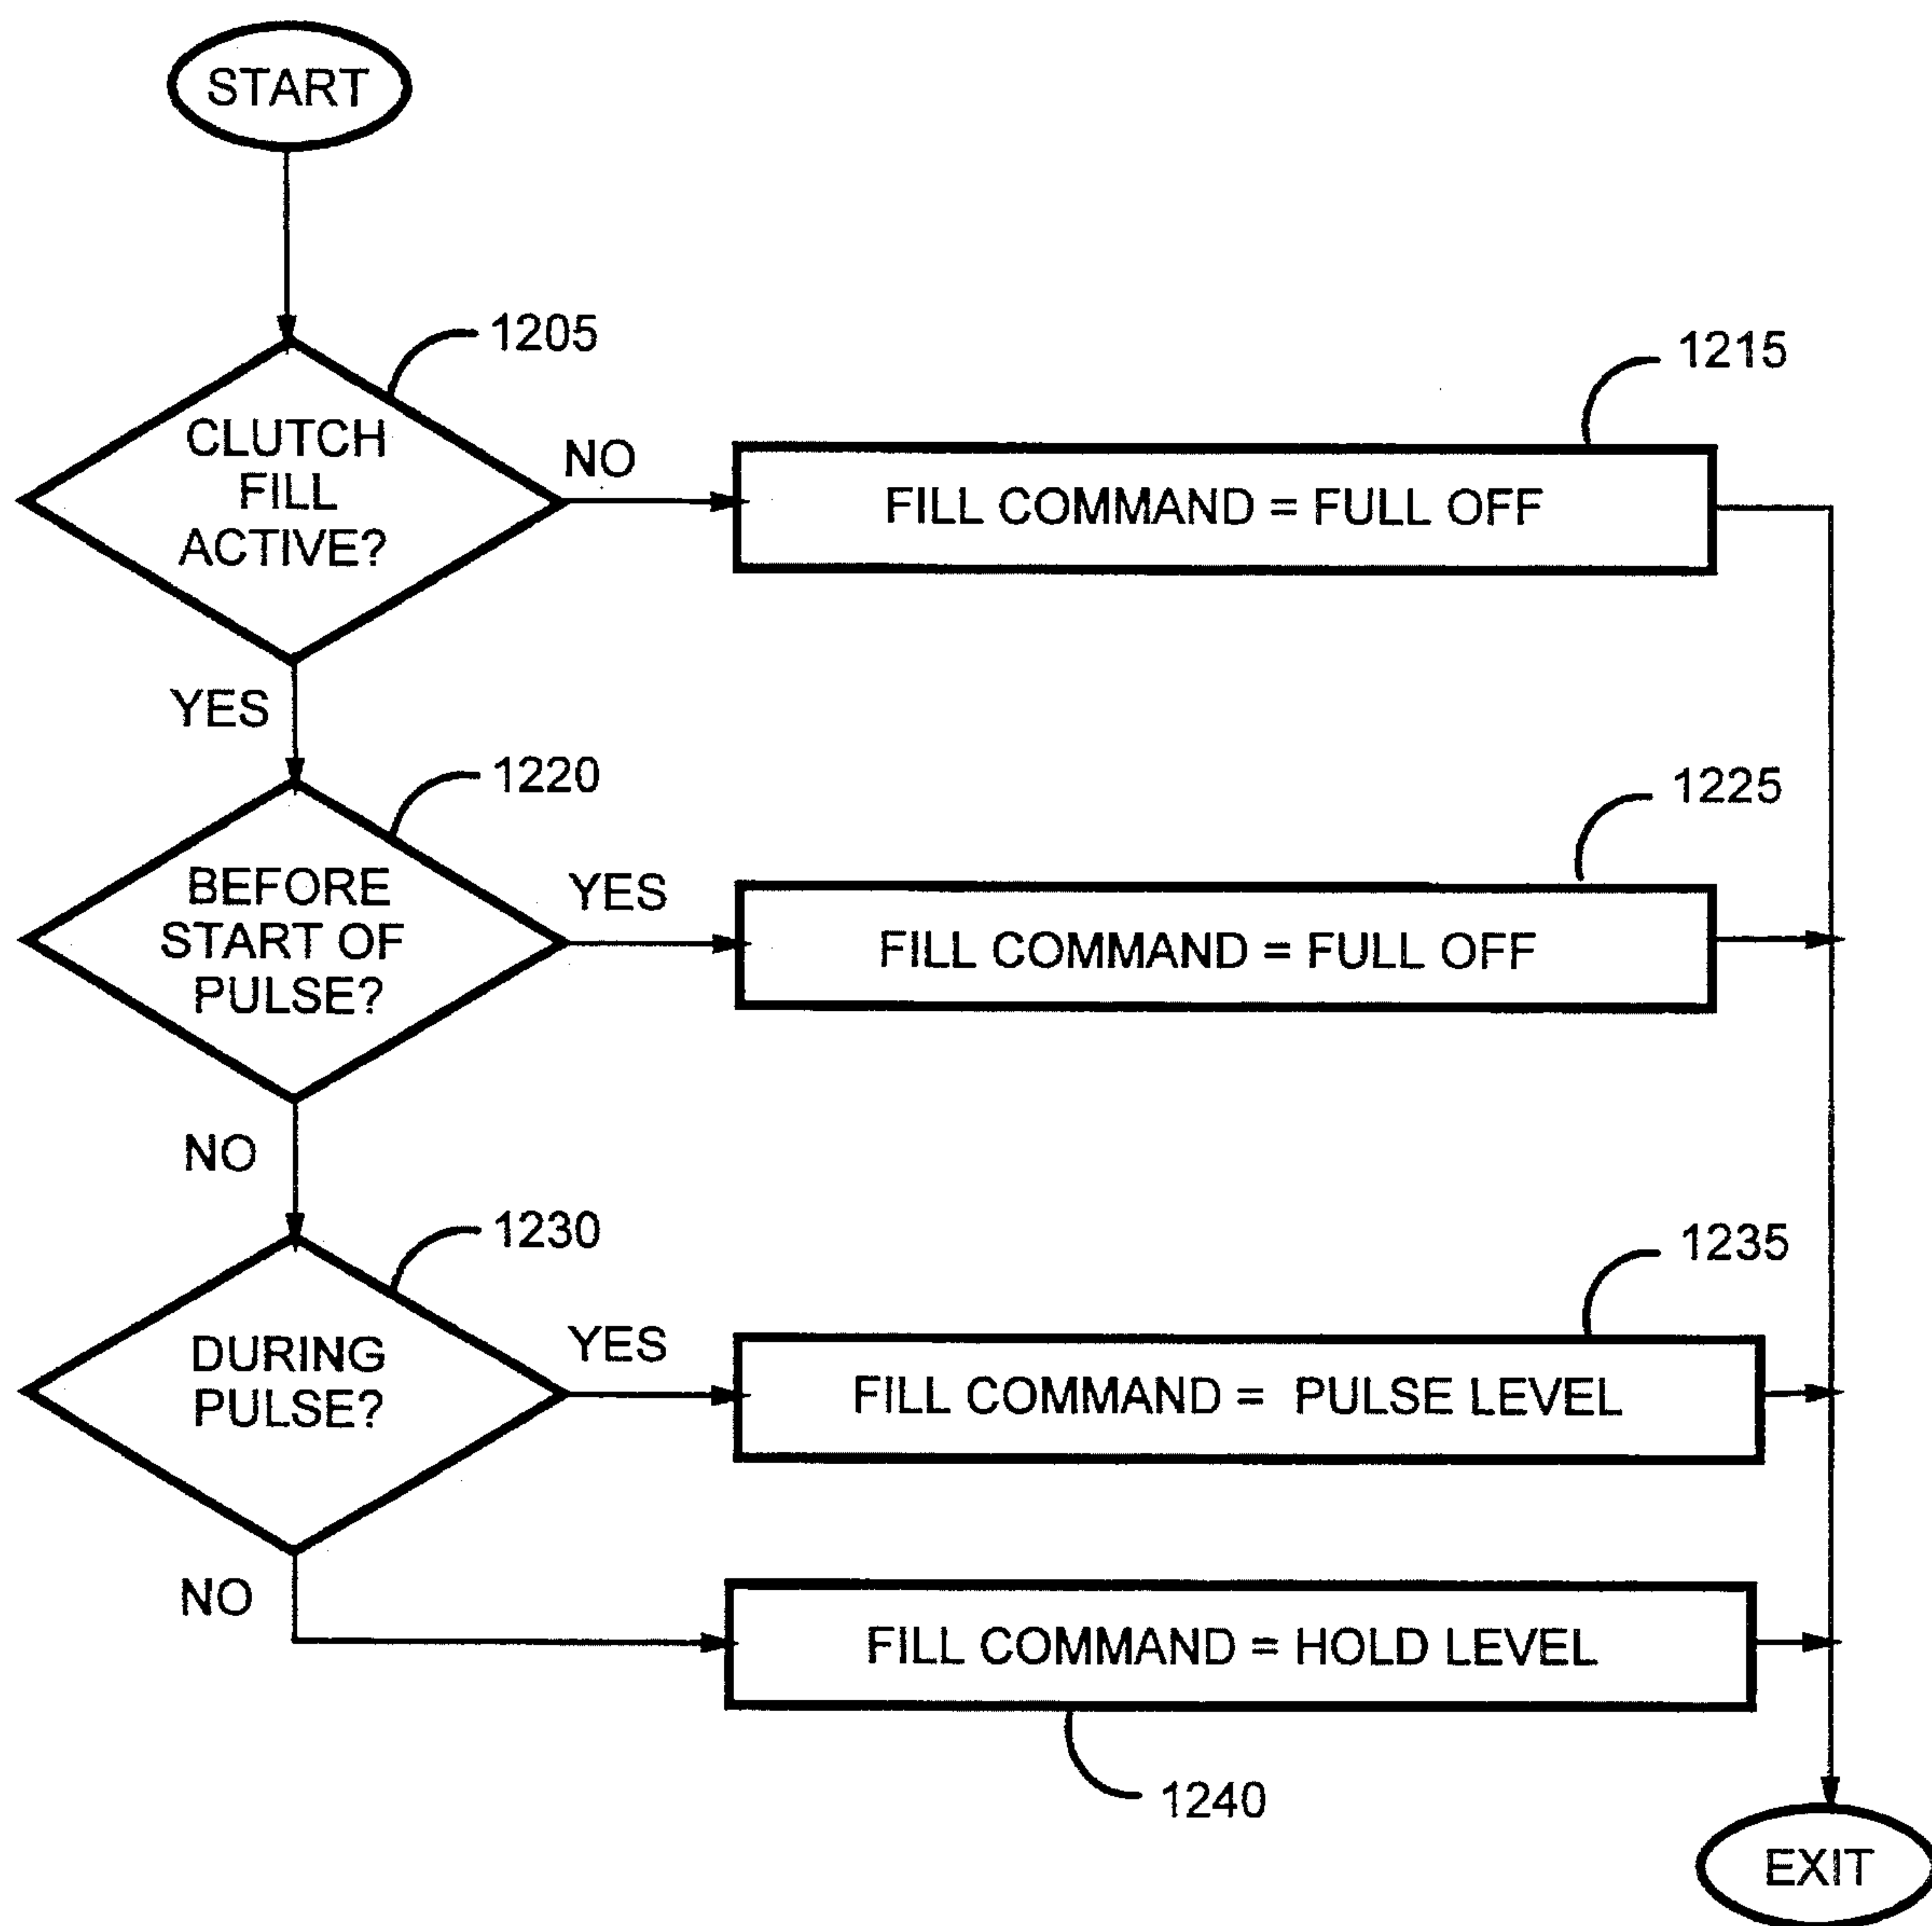 START
1205
CLUTCH
FILL
ACTIVE?
NO
1215
FILL COMMAND = FULL OFF
YES
1220
BEFORE
START OF
PULSE?
YES
1225
FILL COMMAND = FULL OFF
NO
1230
DURING
PULSE?
YES
1235
FILL COMMAND = PULSE LEVEL
NO
FILL COMMAND = HOLD LEVEL
1240
EXIT